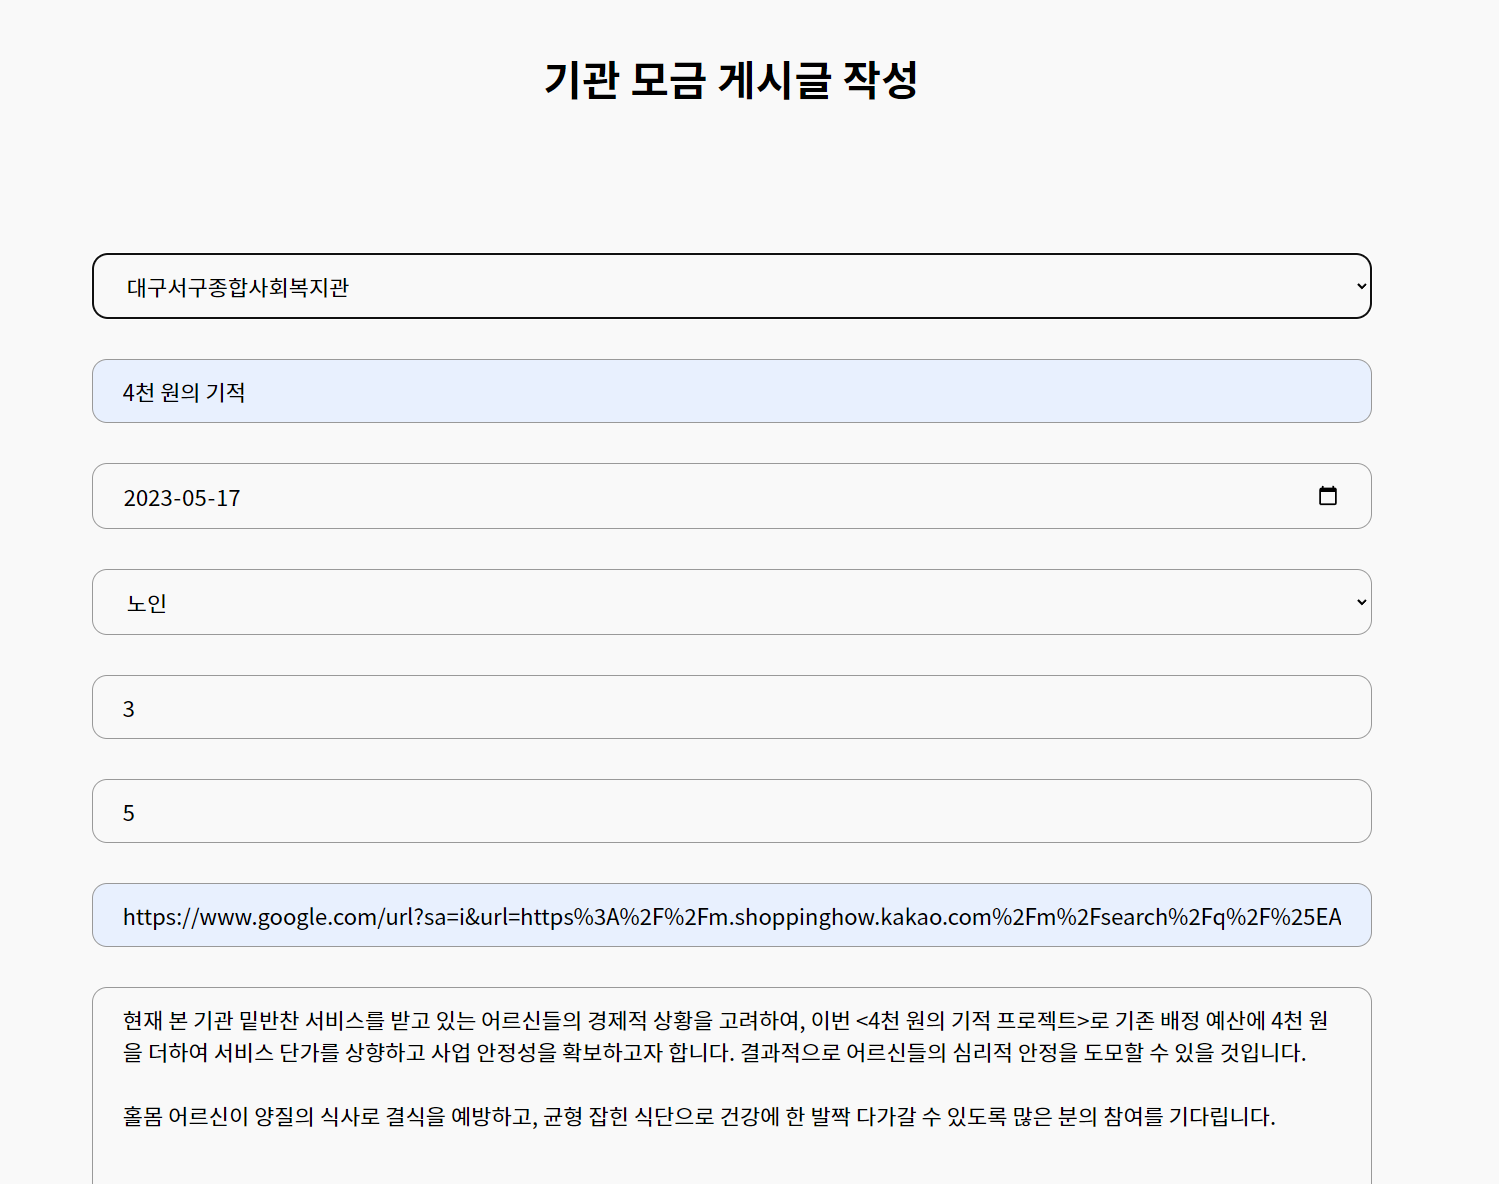 기관 모금 게시글 작성
대구서구종합사회복지관
4천 원의 기적
2023-05-17
노인
3
5
https://www.google.com/url?sa=i&url=https%3A%2F%2Fm.shoppinghow.kakao.com%2Fm%2Fsearch%2Fq%2F%25EA
현재 본 기관 밑반찬 서비스를 받고 있는 어르신들의 경제적 상황을 고려하여, 이번 <4천 원의 기적 프로젝트>로 기존 배정 예산에 4천 원
을 더하여 서비스 단가를 상향하고 사업 안정성을 확보하고자 합니다. 결과적으로 어르신들의 심리적 안정을 도모할 수 있을 것입니다.
홀몸 어르신이 양질의 식사로 결식을 예방하고, 균형 잡힌 식단으로 건강에 한 발짝 다가갈 수 있도록 많은 분의 참여를 기다립니다.